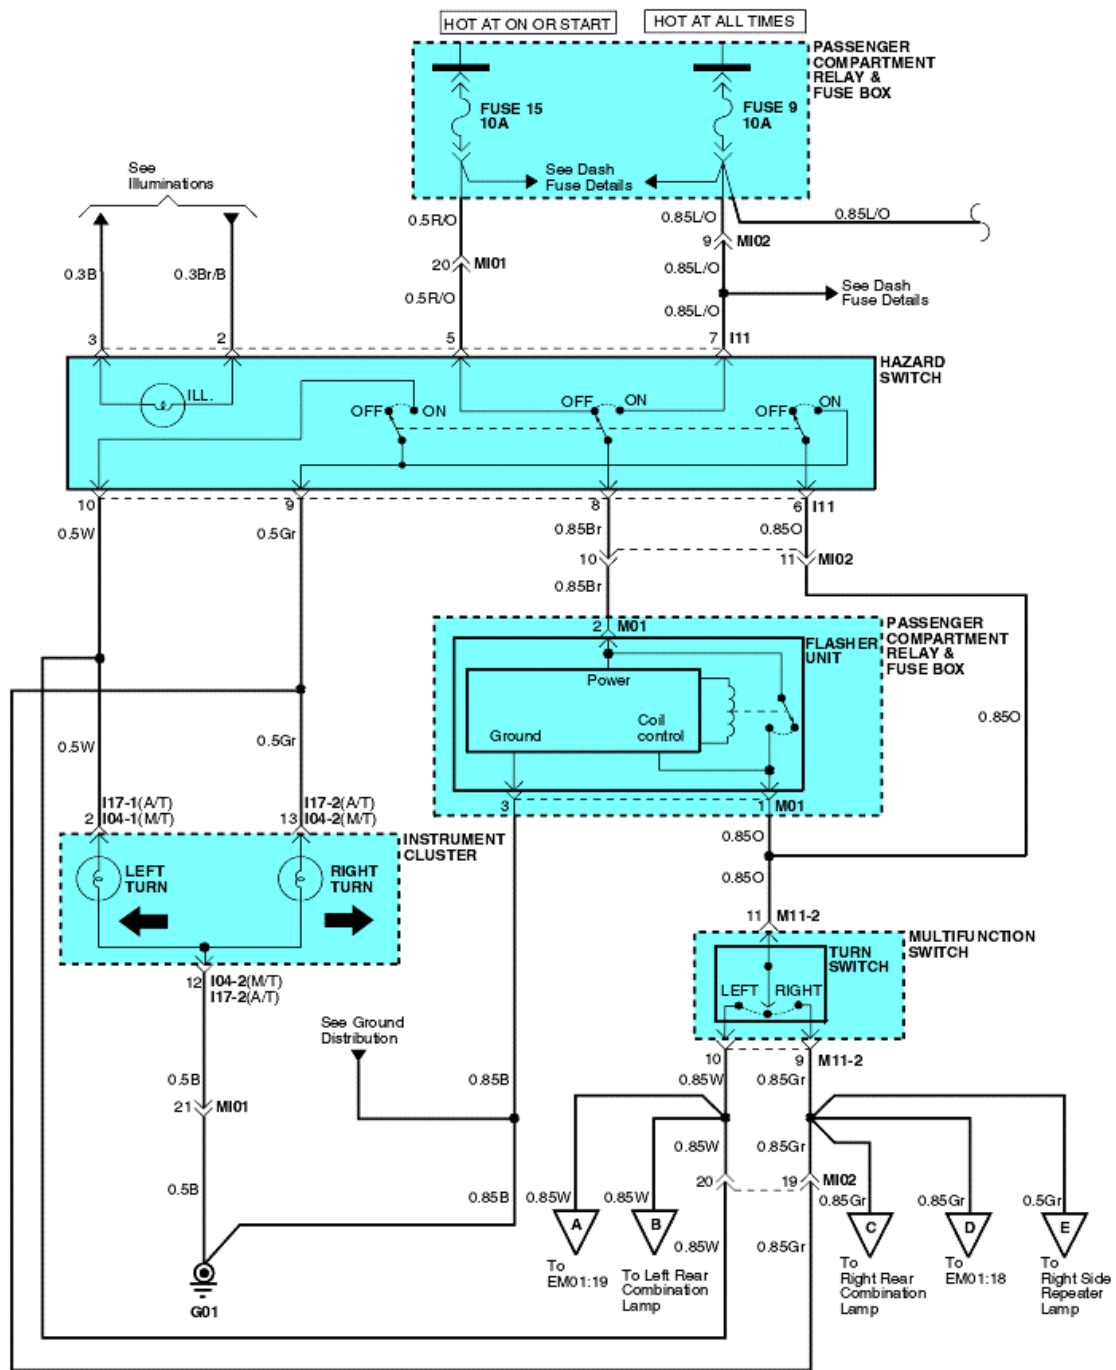 HOT AT ON OR START
HOT AT ALL TIMES
PASSENGER
COMPARTMENT
RELAY &
FUSE BOX
FUSE 15
10A
FUSE 9
10A
See Dash
Fuse Details
See
Illuminations
0.5R/O
0.85L/O
0.85L/O
9 MI02
20 MI01
0.3B
0.3Br/B
0.85L/O
0.5R/O
See Dash
Fuse Details
0.85L/O
3
2
5
7 I11
HAZARD
SWITCH
ILL.
OFF
ON
OFF
ON
OFF
ON
10
9
8
6 I11
0.5W
0.5Gr
0.85Br
0.85O
10
11 MI02
0.85Br
2 M01
PASSENGER
COMPARTMENT
RELAY &
FUSE BOX
FLASHER
UNIT
Power
Coil
control
Ground
0.85O
0.5W
0.5Gr
3
1 M01
I17-1(A/T)
2 I04-1(M/T)
I17-2(A/T)
13 I04-2(M/T)
INSTRUMENT
CLUSTER
LEFT
TURN
RIGHT
TURN
0.85O
0.85O
11 M11-2
MULTIFUNCTION
SWITCH
TURN
SWITCH
LEFT
RIGHT
12 I04-2(M/T)
I17-2(A/T)
See Ground
Distribution
10
9 M11-2
0.5B
0.85B
0.85W
0.85Gr
21 MI01
0.85W
0.85Gr
20
19 MI02
0.5B
0.85B
0.85W
0.85W
0.85Gr
0.85Gr
0.5Gr
A
B
C
D
E
0.85W
0.85Gr
To
EM01:19
To Left Rear
Combination
Lamp
To
Right Rear
Combination
Lamp
To
EM01:18
To
Right Side
Repeater
Lamp
G01